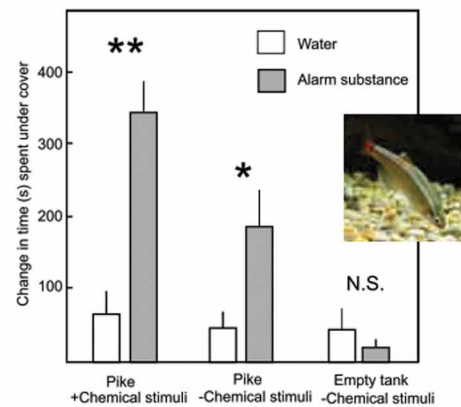 **
Water
Alarm substance
400
300
200
100
*
N.S.
Change in time (s) spent under cover
Pike
+Chemical stimuli
Pike
-Chemical stimuli
Empty tank
-Chemical stimuli